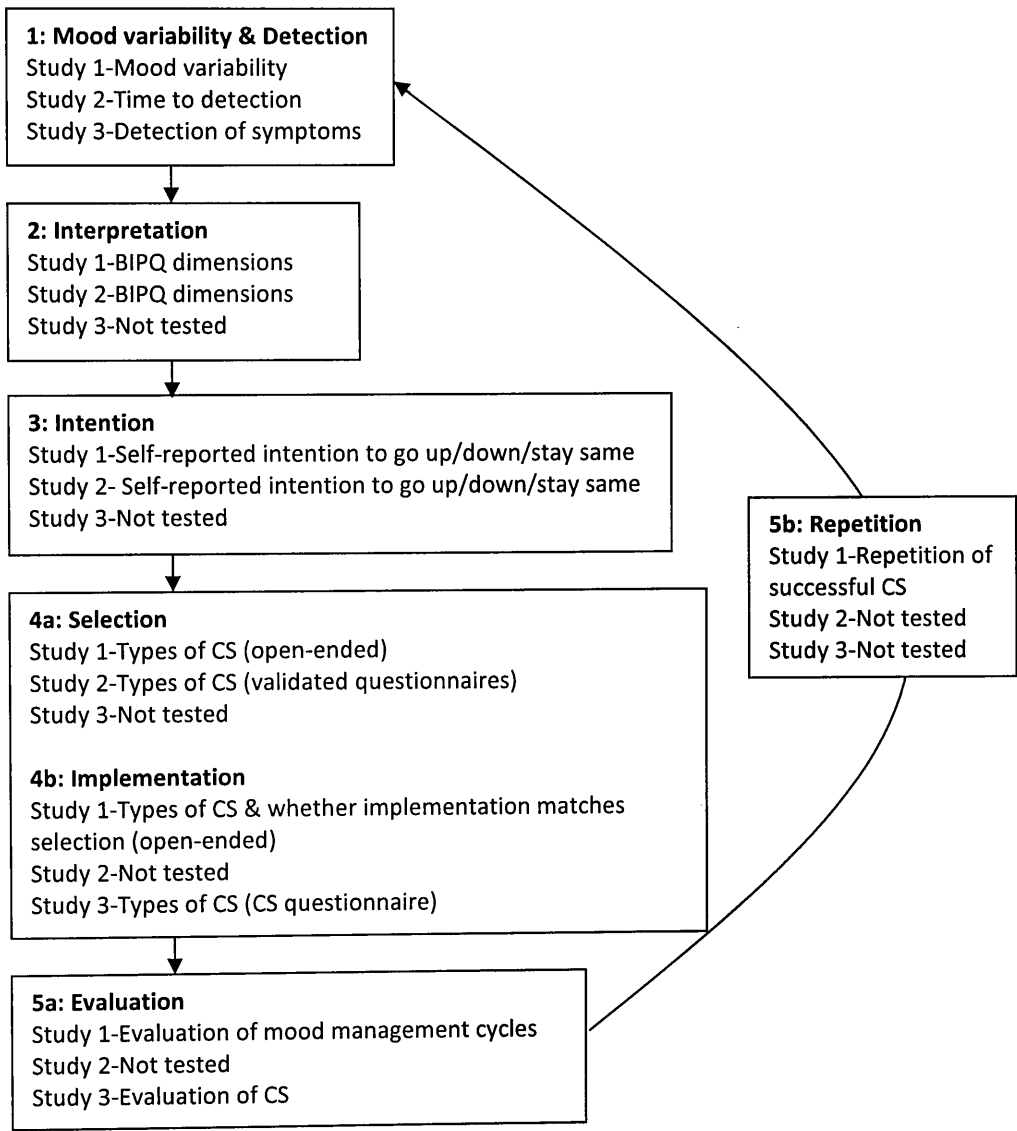 1: Mood variability & Detection
Study 1-Mood variability
Study 2-Time to detection
Study 3-Detection of symptoms
2: Interpretation
Study 1-BIPQ dimensions
Study 2-BIPQ dimensions
Study 3-Not tested
3: Intention
Study 1-Self-reported intention to go up/down/stay same
Study 2- Self-reported intention to go up/down/stay same
Study 3-Not tested
4a: Selection
Study 1-Types of CS (open-ended)
Study 2-Types of CS (validated questionnaires)
Study 3-Not tested
4b: Implementation
Study 1-Types of CS & whether implementation matches
selection (open-ended)
Study 2-Not tested
Study 3-Types of CS (CS questionnaire)
5a: Evaluation
Study 1-Evaluation of mood management cycles
Study 2-Not tested
Study 3-Evaluation of CS
5b: Repetition
Study 1-Repetition of
successful CS
Study 2-Not tested
Study 3-Not tested